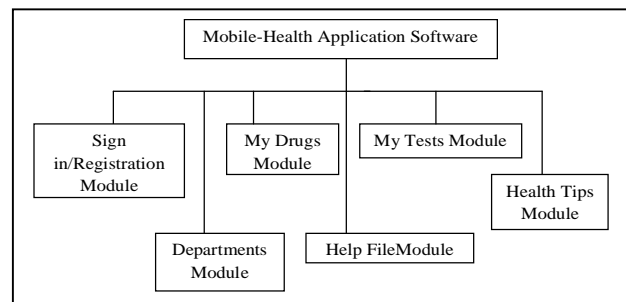 Mobile-Health Application Software
Sign
in/Registration
Module
My Drugs
Module
My Tests Module
Health Tips
Module
Departments
Module
Help FileModule